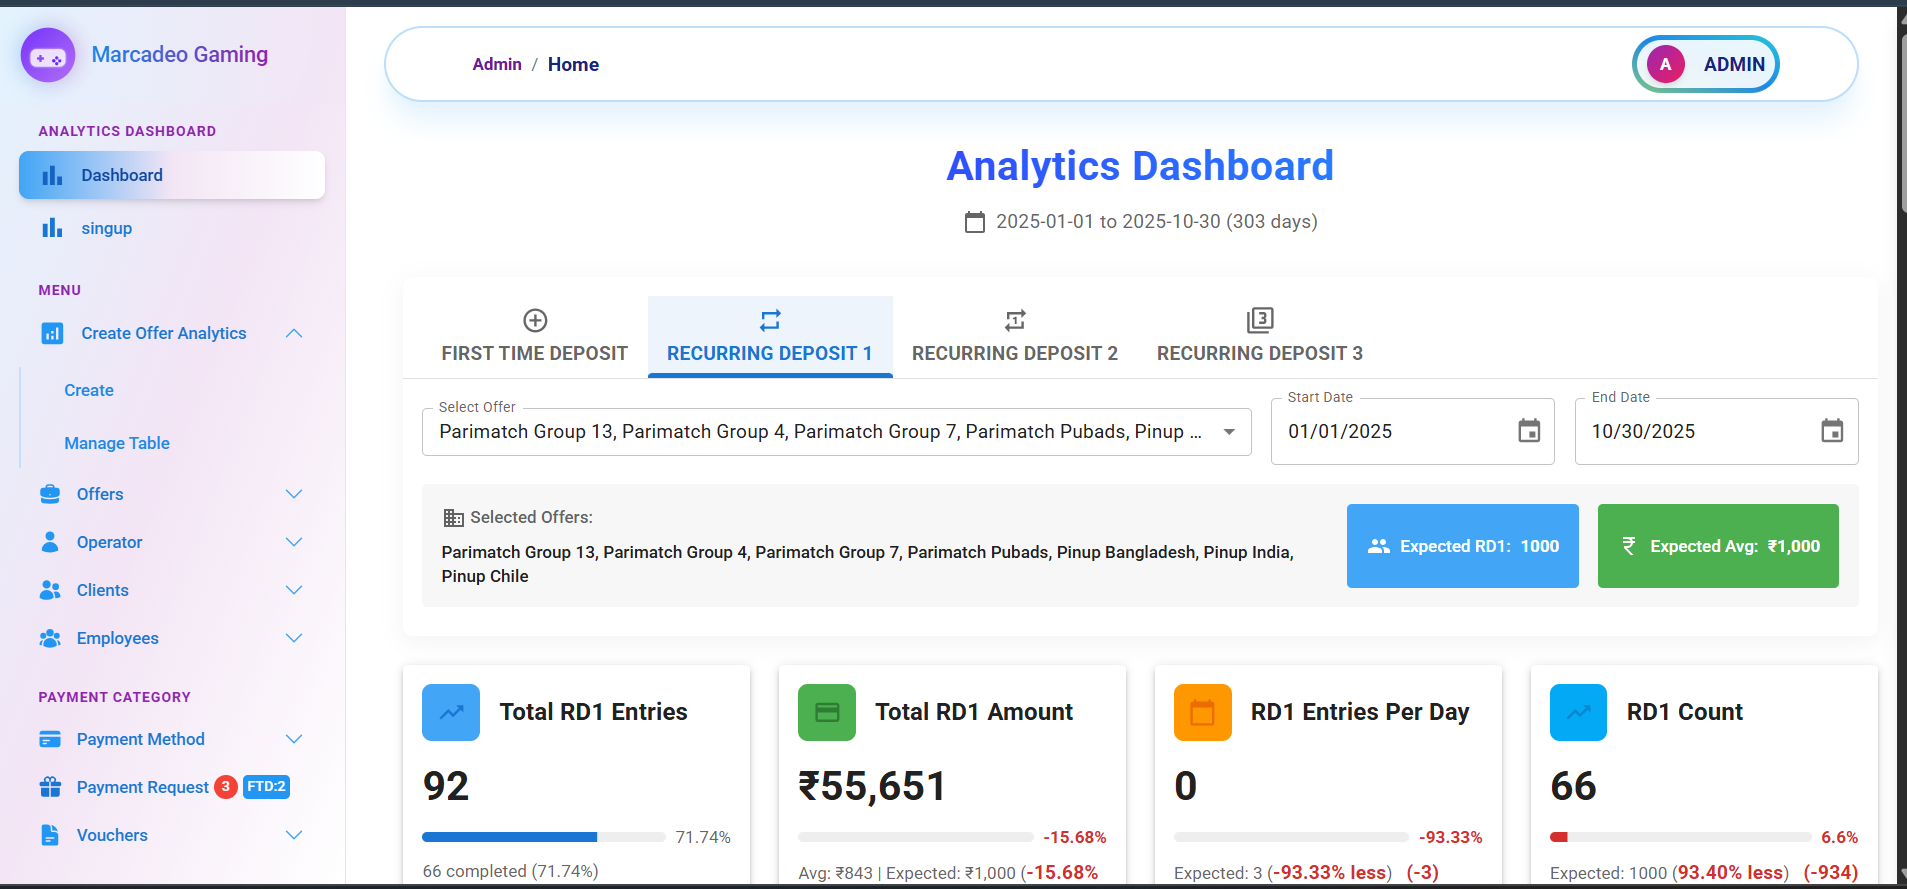 Marcadeo Gaming
ANALYTICS DASHBOARD
Dashboard
singup
MENU
Create Offer Analytics
Create
Manage Table
Offers
Operator
Clients
Employees
PAYMENT CATEGORY
Payment Method
Payment Request 3 FTD:2
Vouchers
Admin / Home
A ADMIN
Analytics Dashboard
2025-01-01 to 2025-10-30 (303 days)
FIRST TIME DEPOSIT
RECURRING DEPOSIT 1
1
RECURRING DEPOSIT 2
3
RECURRING DEPOSIT 3
Select Offer
Parimatch Group 13, Parimatch Group 4, Parimatch Group 7, Parimatch Pubads, Pinup ...
Start Date
01/01/2025
End Date
10/30/2025
Selected Offers:
Parimatch Group 13, Parimatch Group 4, Parimatch Group 7, Parimatch Pubads, Pinup Bangladesh, Pinup India,
Pinup Chile
Expected RD1: 1000
₹ Expected Avg: ₹1,000
Total RD1 Entries
92
71.74%
66 completed (71.74%)
Total RD1 Amount
₹55,651
-15.68%
Avg: ₹843 | Expected: ₹1,000 (-15.68%
RD1 Entries Per Day
0
-93.33%
Expected: 3 (-93.33% less) (-3)
RD1 Count
66
6.6%
Expected: 1000 (93.40% less) (-934)